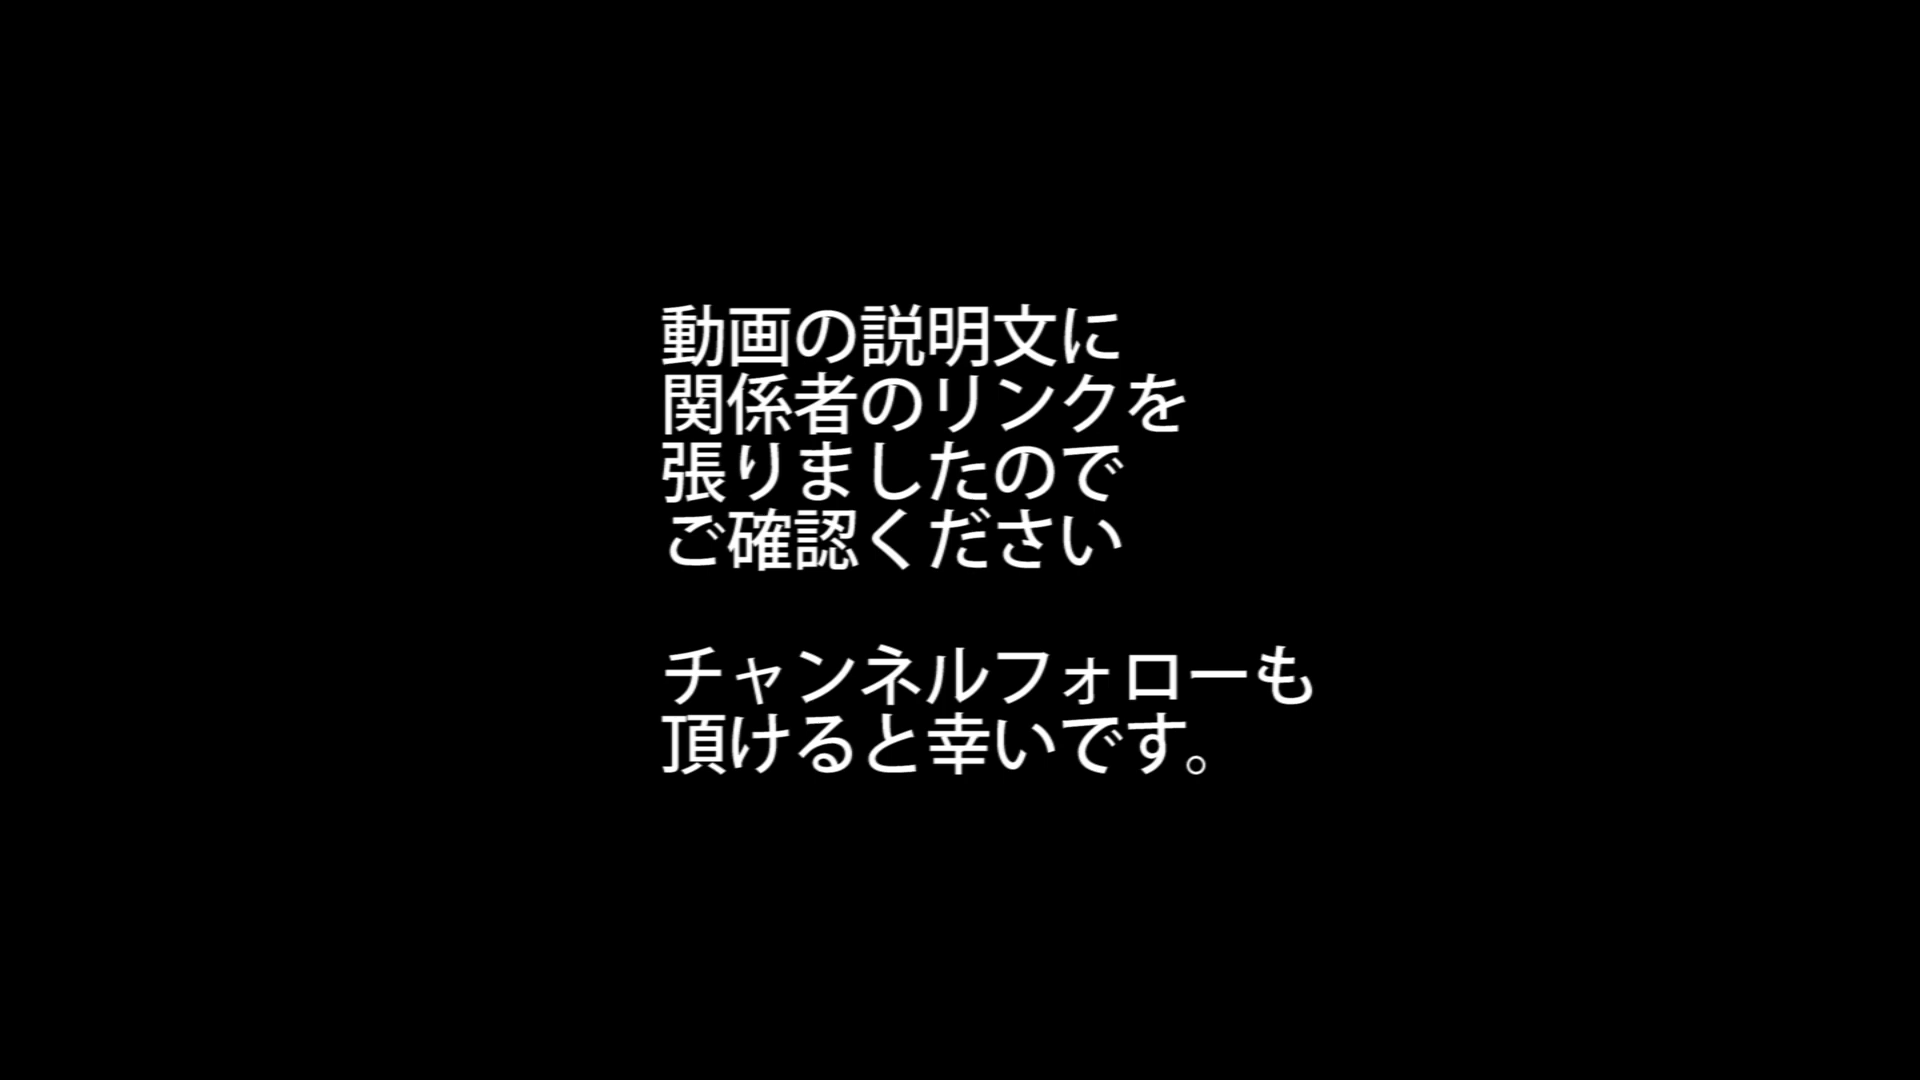 動画の説明文に
関係者のリンクを
張りましたので
ご確認ください
チャンネルフォローも
頂けると幸いです。